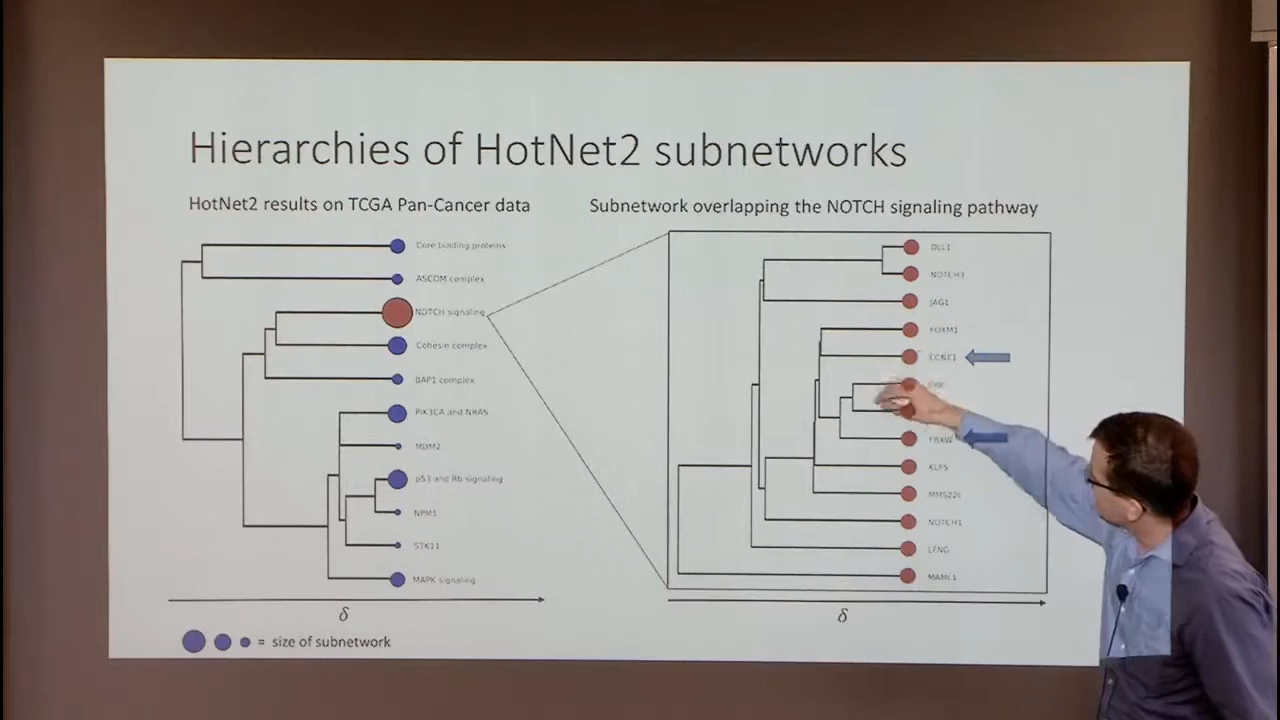 Hierarchies of HotNet2 subnetworks
HotNet2 results on TCGA Pan-Cancer data
Subnetwork overlapping the NOTCH signaling pathway
Core binding proteins
ASCOM complex
NOTCH signaling
Cohesin complex
BAP1 complex
PIK3CA and NRAS
MDM2
p53 and Rb signaling
NPM1
STK11
MAPK signaling
δ
= size of subnetwork
DLL1
NOTCH3
JAG1
FOXM1
CCNE1
KLF5
MMS22L
NOTCH1
LFNG
MAML1
δ